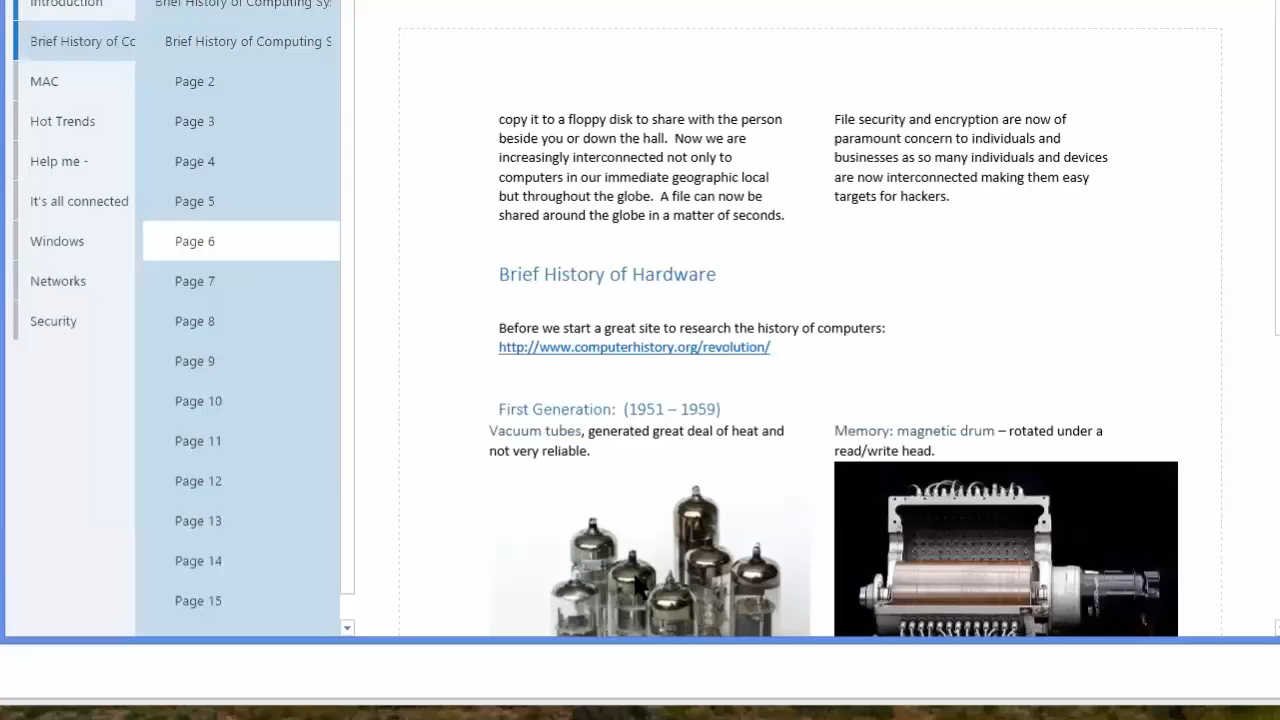 Introduction
Brief History of Cc
MAC
Hot Trends
Help me -
It's all connected
Windows
Networks
Security
Brief History of Computing Sy:
Brief History of Computing S
Page 2
Page 3
Page 4
Page 5
Page 6
Page 7
Page 8
Page 9
Page 10
Page 11
Page 12
Page 13
Page 14
Page 15
copy it to a floppy disk to share with the person
beside you or down the hall. Now we are
increasingly interconnected not only to
computers in our immediate geographic local
but throughout the globe. A file can now be
shared around the globe in a matter of seconds.
File security and encryption are now of
paramount concern to individuals and
businesses as so many individuals and devices
are now interconnected making them easy
targets for hackers.
Brief History of Hardware
Before we start a great site to research the history of computers:
http://www.computerhistory.org/revolution/
First Generation: (1951 – 1959)
Vacuum tubes, generated great deal of heat and
not very reliable.
Memory: magnetic drum – rotated under a
read/write head.